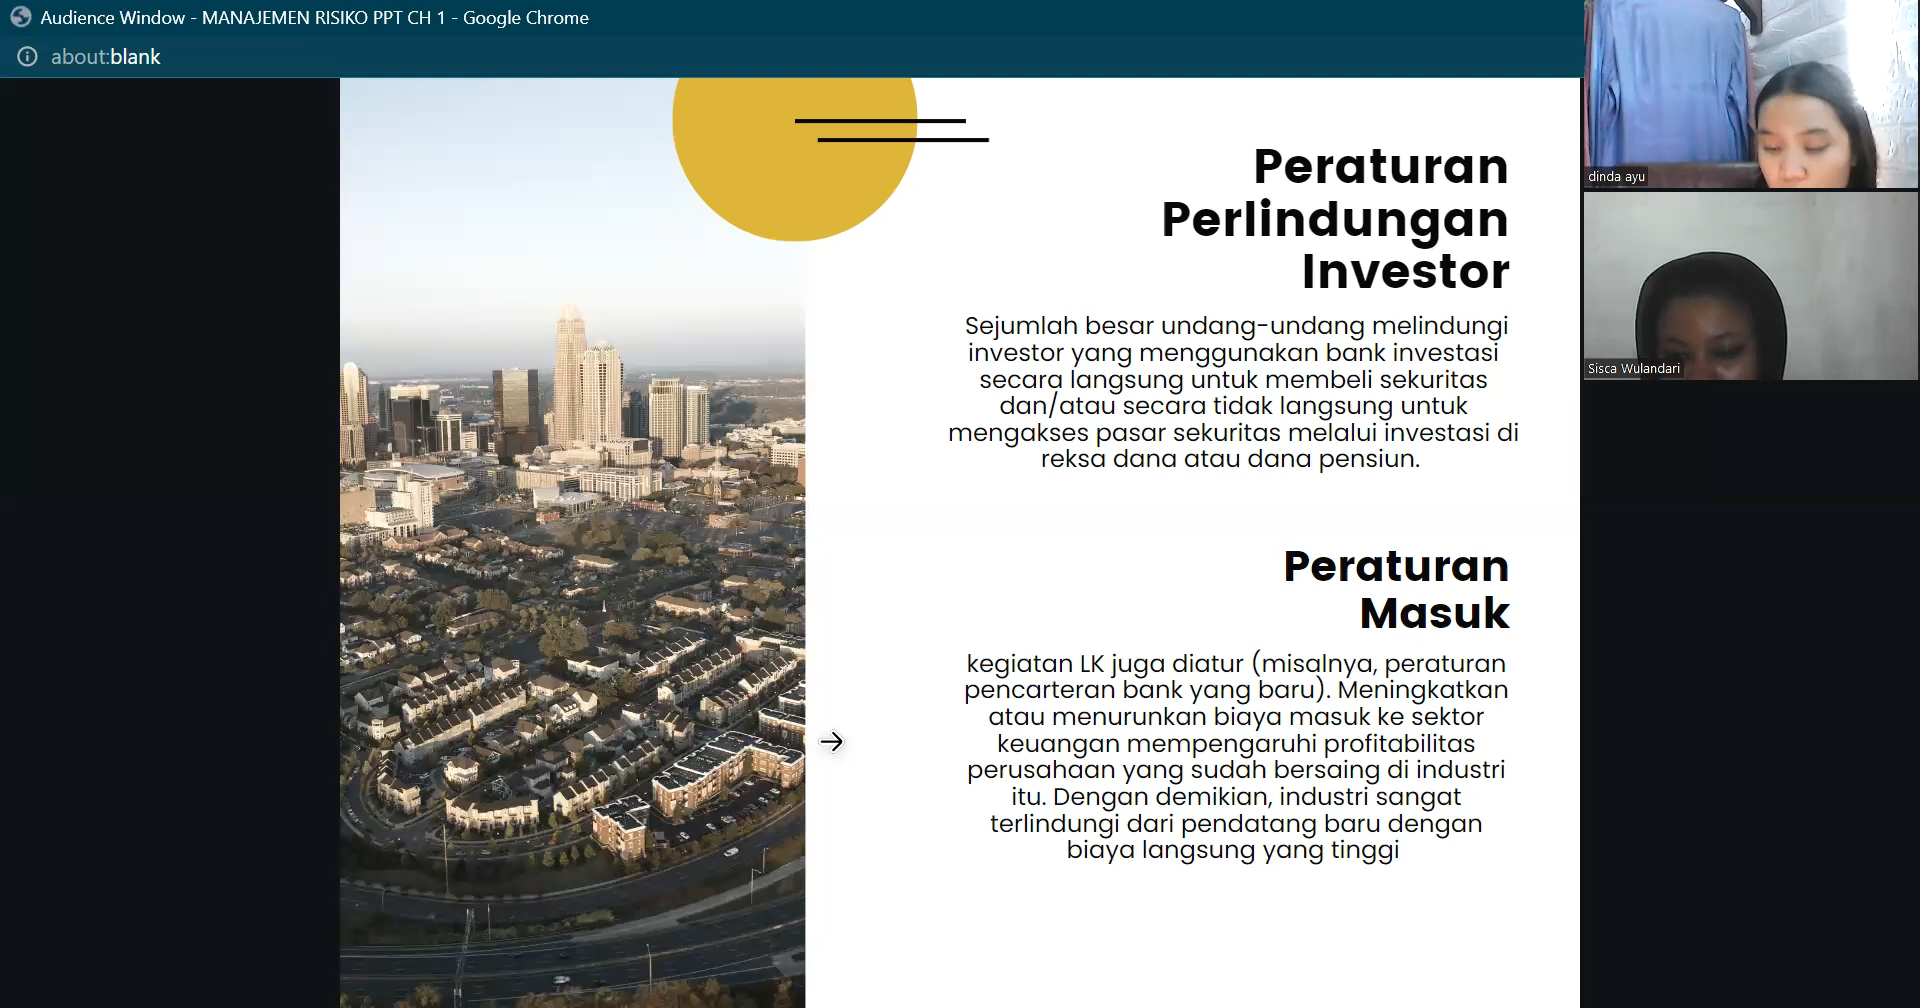 Audience Window - MANAJEMEN RISIKO PPT CH 1 - Google Chrome
about:blank
Peraturan
Perlindungan
Investor
Sejumlah besar undang-undang melindungi
investor yang menggunakan bank investasi
secara langsung untuk membeli sekuritas
dan/atau secara tidak langsung untuk
mengakses pasar sekuritas melalui investasi di
reksa dana atau dana pensiun.
Peraturan
Masuk
kegiatan LK juga diatur (misalnya, peraturan
pencarteran bank yang baru). Meningkatkan
atau menurunkan biaya masuk ke sektor
keuangan mempengaruhi profitabilitas
perusahaan yang sudah bersaing di industri
itu. Dengan demikian, industri sangat
terlindungi dari pendatang baru dengan
biaya langsung yang tinggi
dinda ayu
Sisca Wulandari